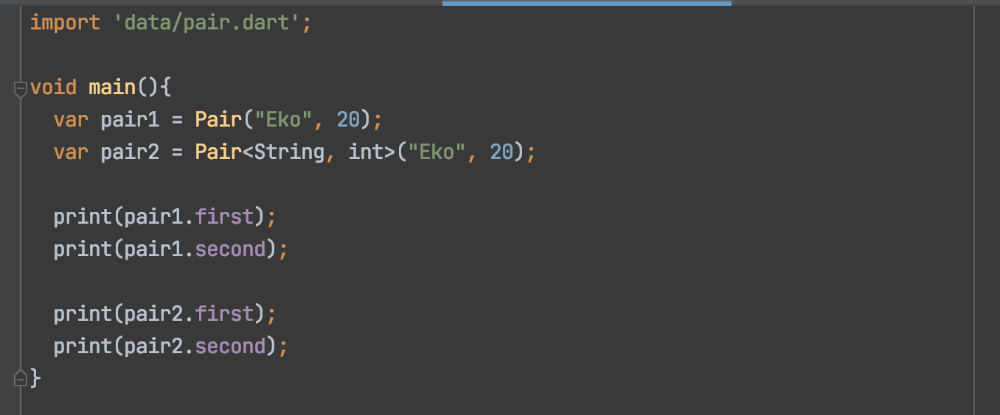 import 'data/pair.dart';
void main(){
  var pair1 = Pair("Eko", 20);
  var pair2 = Pair<String, int>("Eko", 20);
  print(pair1.first);
  print(pair1.second);
  print(pair2.first);
  print(pair2.second);
}